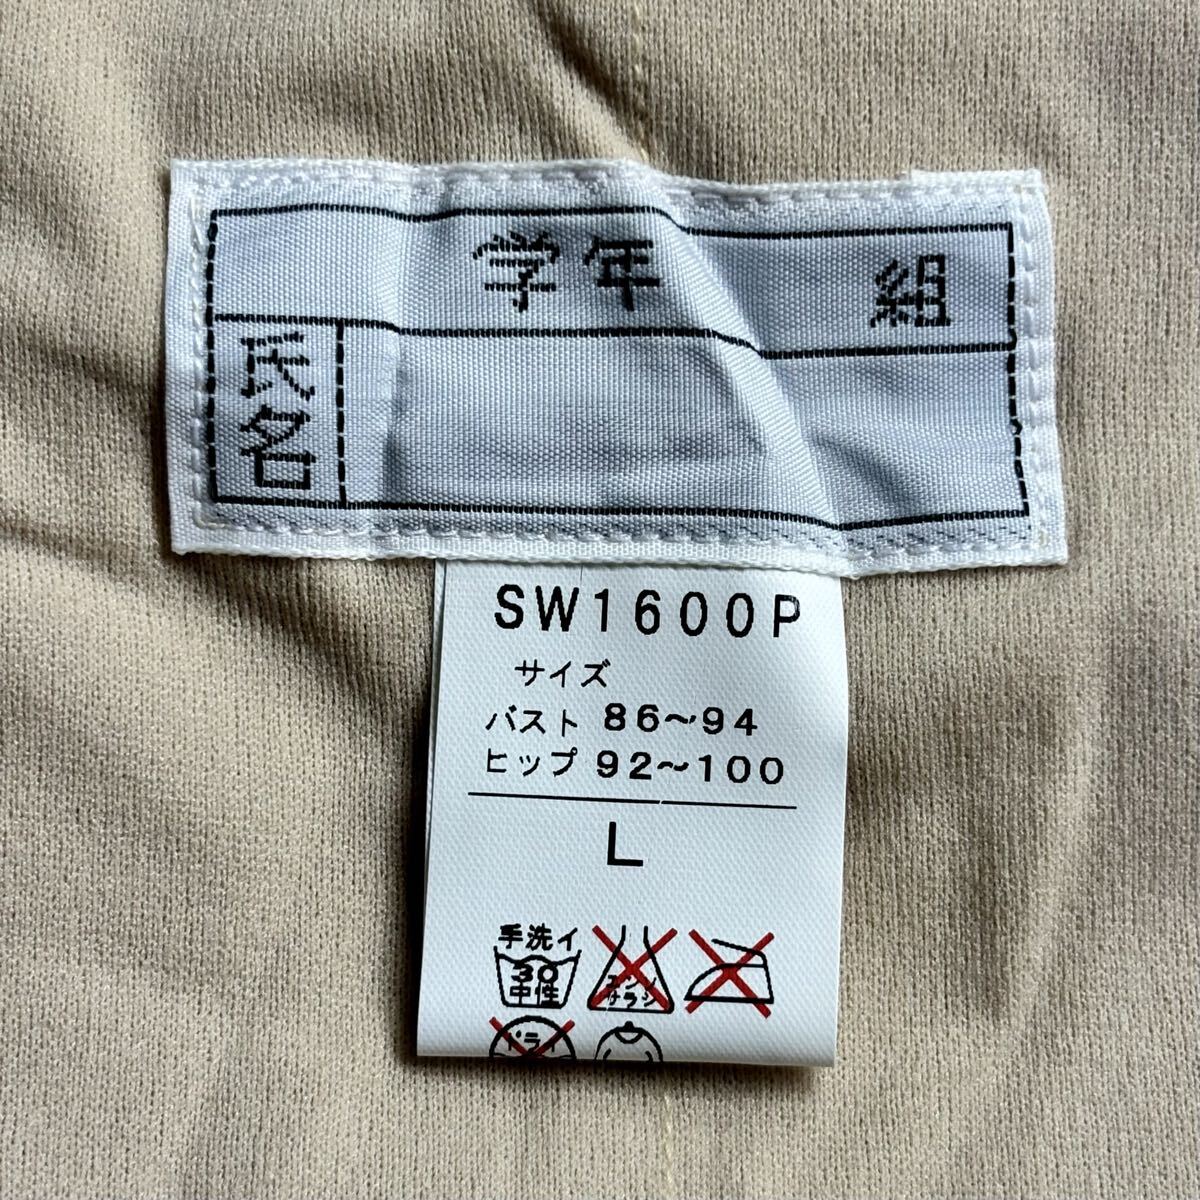 学年 組
氏名
SW1600P
サイズ
バスト 86～94
ヒップ 92～100
L
手洗イ
30
中性
エンソ
サラシ
ドライ